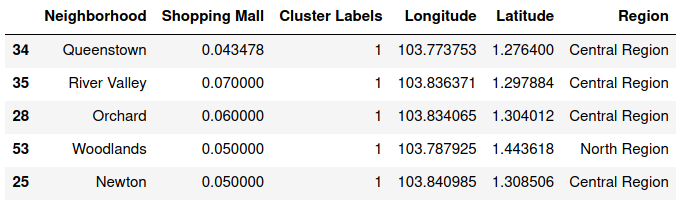 Neighborhood Shopping Mall Cluster Labels Longitude Latitude Region
34 Queenstown 0.043478 1 103.773753 1.276400 Central Region
35 River Valley 0.070000 1 103.836371 1.297884 Central Region
28 Orchard 0.060000 1 103.834065 1.304012 Central Region
53 Woodlands 0.050000 1 103.787925 1.443618 North Region
25 Newton 0.050000 1 103.840985 1.308506 Central Region